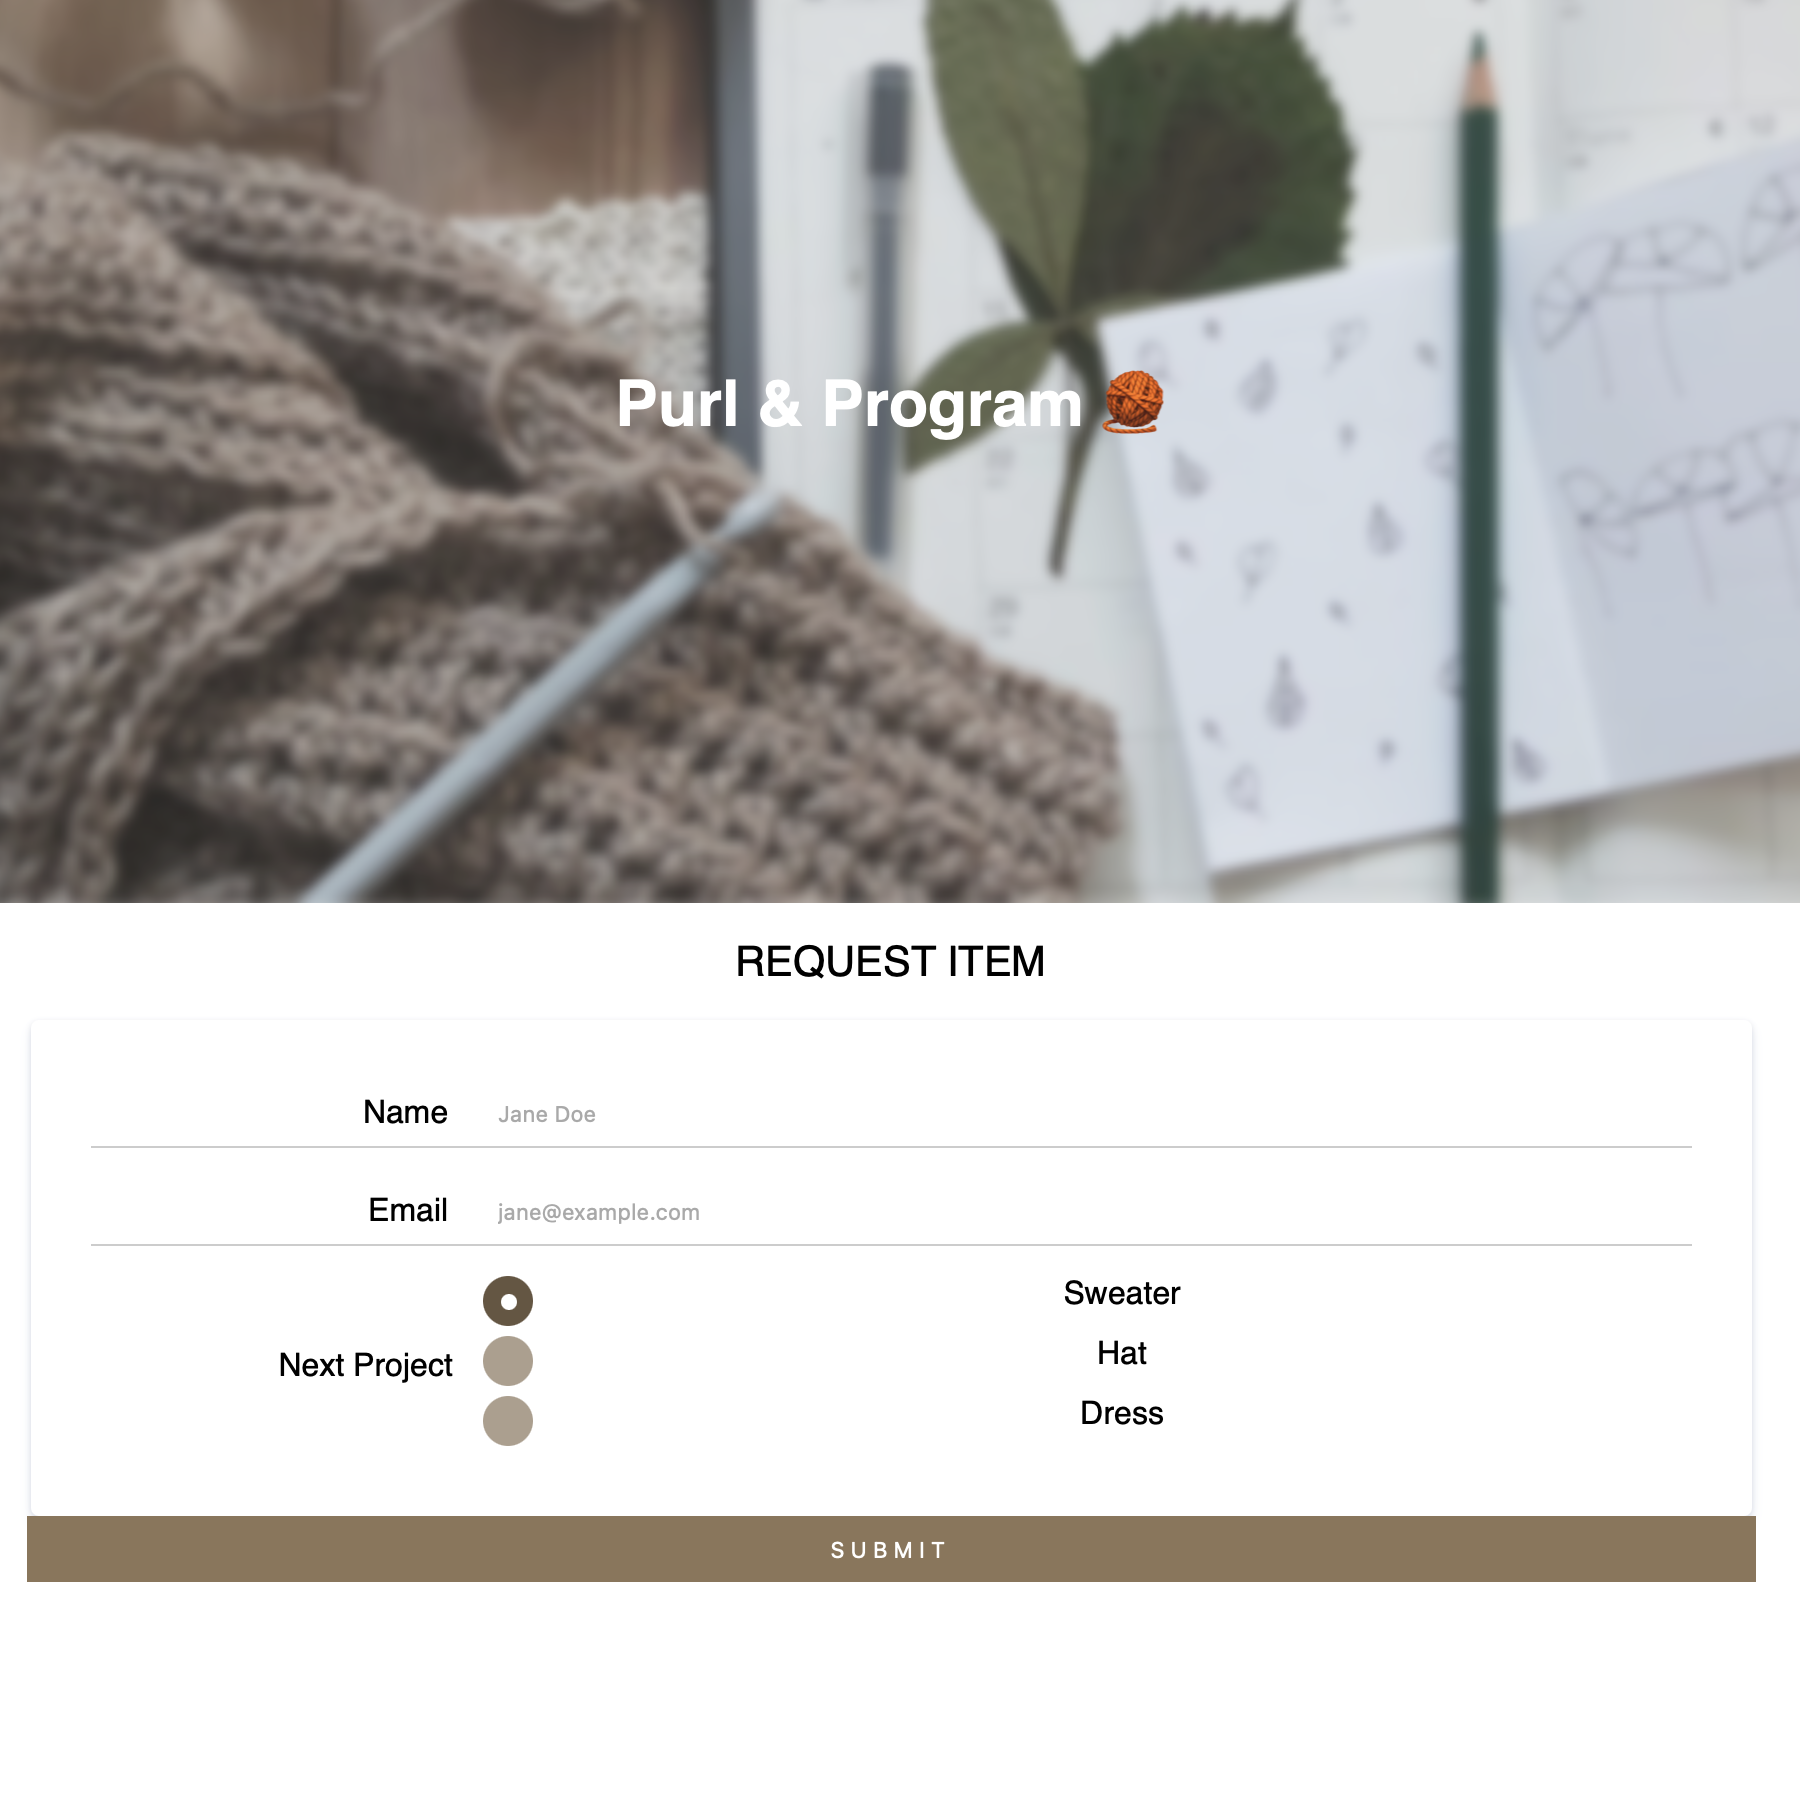 Purl & Program 🧶
REQUEST ITEM
Name Jane Doe
Email jane@example.com
Next Project
Sweater
Hat
Dress
SUBMIT